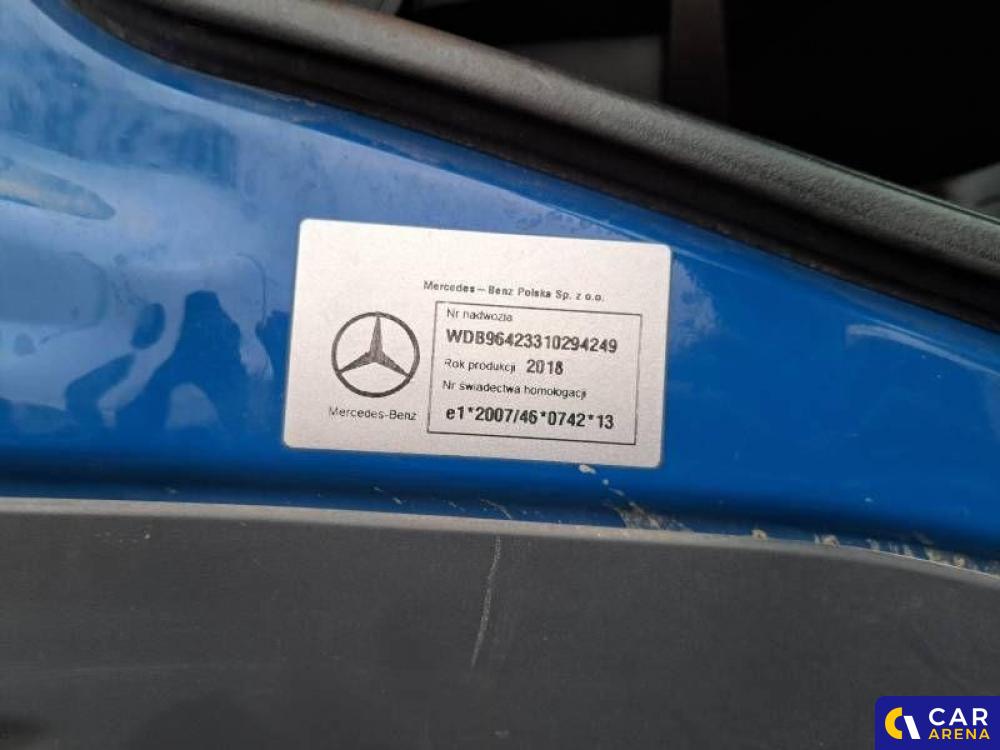 Mercedes-Benz Polska Sp. z o.o.
Nr nadwozia
WDB96423310294249
Rok produkcji 2018
Nr świadectwa homologacji
e1*2007/46*0742*13
Mercedes-Benz
CAR
ARENA